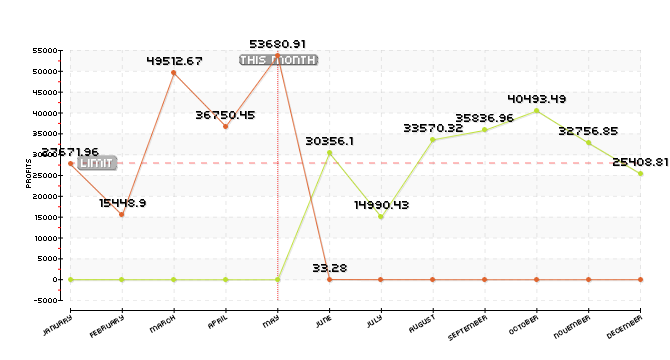 53680.91
THIS MONTH
49512.67
36750.45
27671.96
LIMIT
15448.9
33.28
30356.1
14990.43
33570.32
35836.96
40493.49
32756.85
25408.81
PROFITS
55000
50000
45000
40000
35000
30000
25000
20000
15000
10000
5000
0
-5000
JANUARY
FEBRUARY
MARCH
APRIL
MAY
JUNE
JULY
AUGUST
SEPTEMBER
OCTOBER
NOVEMBER
DECEMBER